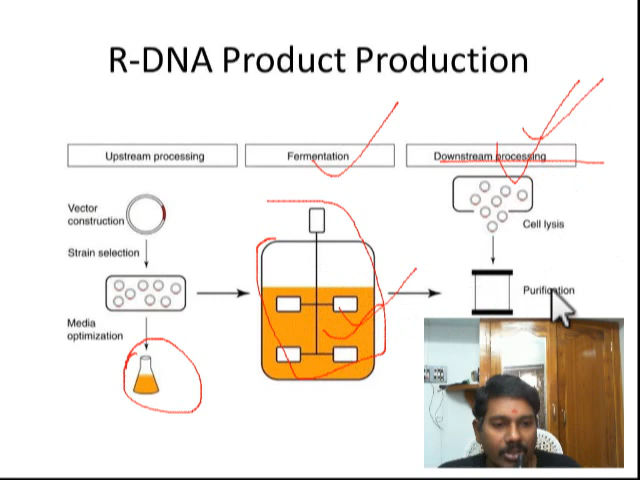 R-DNA Product Production
Upstream processing
Fermentation
Downstream processing
Vector
construction
Strain selection
Media
optimization
Cell lysis
Purification